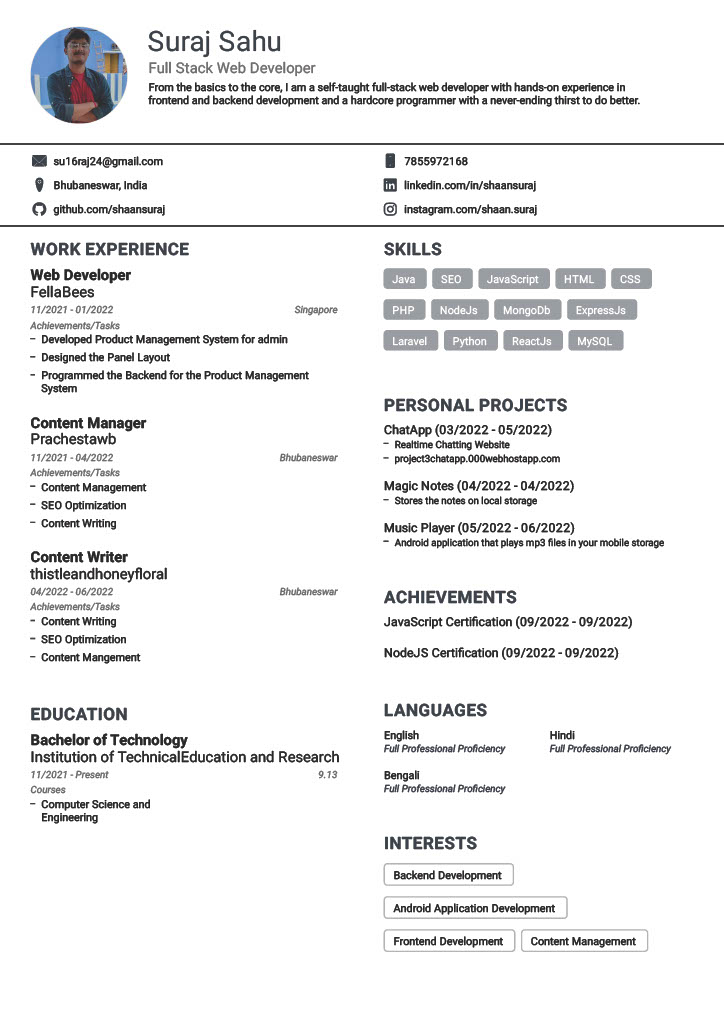 Suraj Sahu
Full Stack Web Developer
From the basics to the core, I am a self-taught full-stack web developer with hands-on experience in
frontend and backend development and a hardcore programmer with a never-ending thirst to do better.
su16raj24@gmail.com
7855972168
Bhubaneswar, India
linkedin.com/in/shaansuraj
github.com/shaansuraj
instagram.com/shaan.suraj
WORK EXPERIENCE
Web Developer
FellaBees
11/2021 - 01/2022 Singapore
Achievements/Tasks
– Developed Product Management System for admin
– Designed the Panel Layout
– Programmed the Backend for the Product Management
System
Content Manager
Prachestawb
11/2021 - 04/2022 Bhubaneswar
Achievements/Tasks
– Content Management
– SEO Optimization
– Content Writing
Content Writer
thistleandhoneyfloral
04/2022 - 06/2022 Bhubaneswar
Achievements/Tasks
– Content Writing
– SEO Optimization
– Content Mangement
EDUCATION
Bachelor of Technology
Institution of TechnicalEducation and Research
11/2021 - Present 9.13
Courses
– Computer Science and
Engineering
SKILLS
Java SEO JavaScript HTML CSS
PHP NodeJs MongoDb ExpressJs
Laravel Python ReactJs MySQL
PERSONAL PROJECTS
ChatApp (03/2022 - 05/2022)
– Realtime Chatting Website
– project3chatapp.000webhostapp.com
Magic Notes (04/2022 - 04/2022)
– Stores the notes on local storage
Music Player (05/2022 - 06/2022)
– Android application that plays mp3 files in your mobile storage
ACHIEVEMENTS
JavaScript Certification (09/2022 - 09/2022)
NodeJS Certification (09/2022 - 09/2022)
LANGUAGES
English Hindi
Full Professional Proficiency Full Professional Proficiency
Bengali
Full Professional Proficiency
INTERESTS
Backend Development
Android Application Development
Frontend Development Content Management